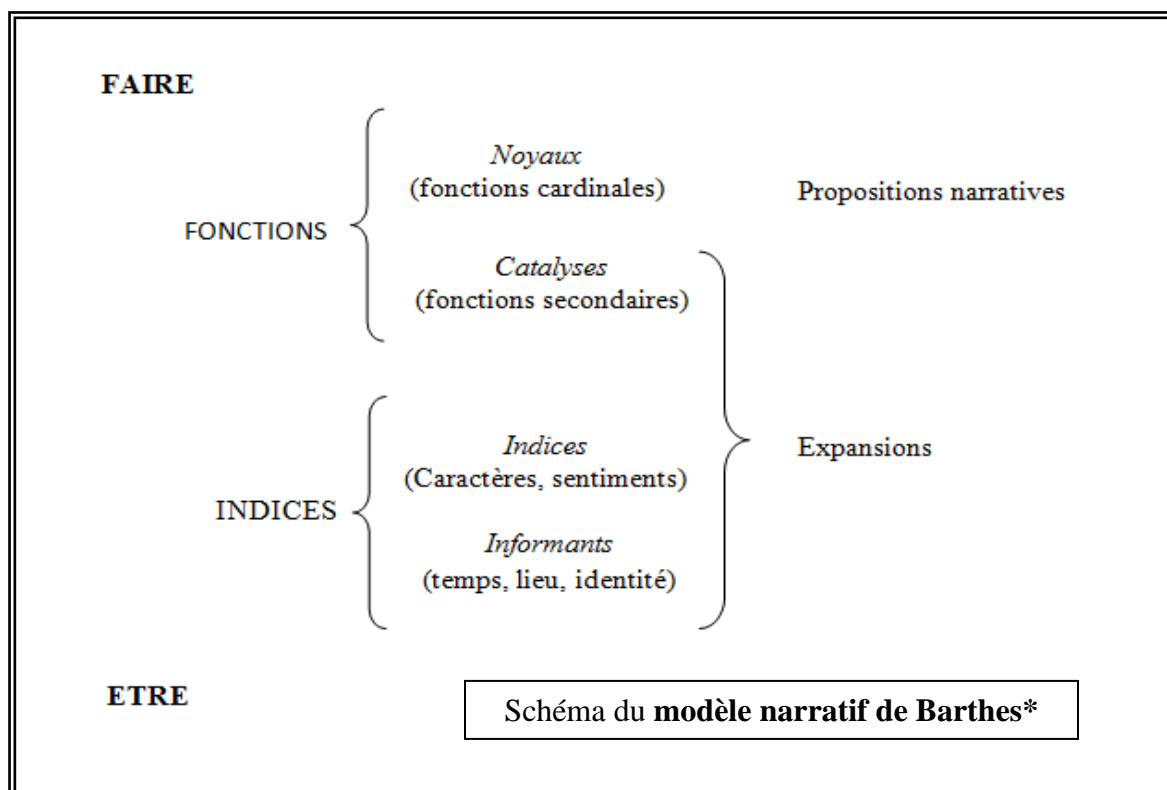 FAIRE
Noyaux
(fonctions cardinales)
Propositions narratives
FONCTIONS
Catalyses
(fonctions secondaires)
Indices
(Caractères, sentiments)
Expansions
INDICES
Informants
(temps, lieu, identité)
ETRE
Schéma du modèle narratif de Barthes*